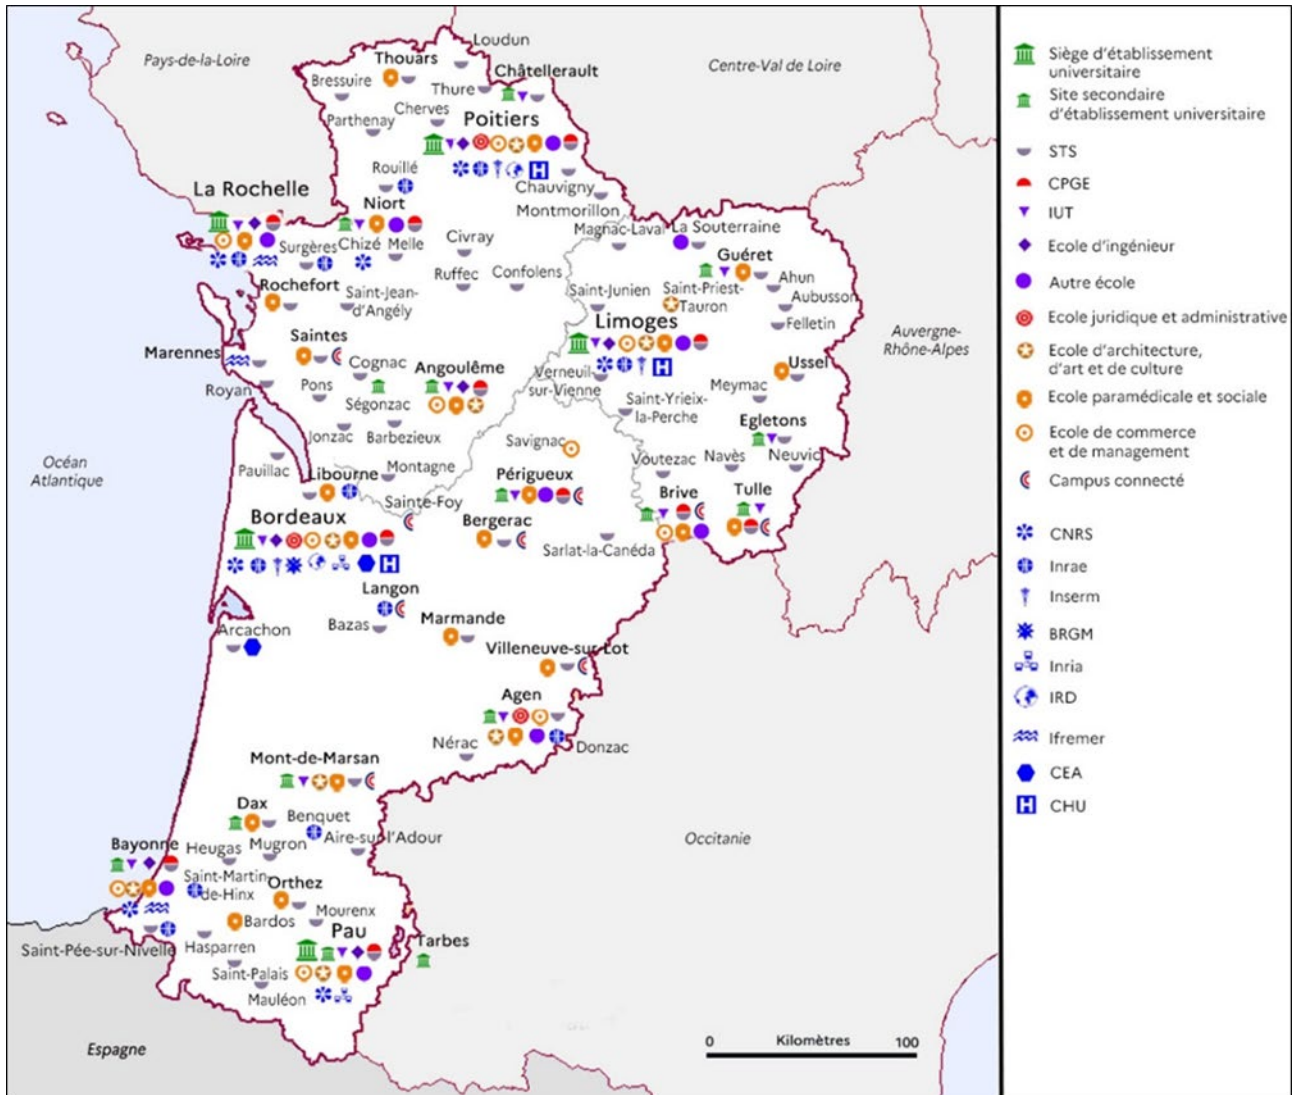 Pays-de-la-Loire
Loudun
Thouars
Centre-Val de Loire
Châtellerault
Bressuire
Thure
Cherves
Parthenay
Poitiers
Rouillé
Chauvigny
La Rochelle
Niort
Montmorillon
Magnac-Laval
La Souterraine
Surgères
Chizé
Melle
Civray
Guéret
Ruffec
Confolens
Ahun
Rochefort
Saint-Jean-
d'Angély
Saint-Junien
Saint-Priest-
Tauron
Aubusson
Felletin
Limoges
Auvergne-
Rhône-Alpes
Saintes
Marennes
Cognac
Angoulême
Verneuil-
sur-Vienne
Ussel
Royan
Pons
Ségonzac
Meymac
Saint-Yrieix-
la-Perche
Egletons
Jonzac
Barbezieux
Savignac
Océan
Atlantique
Pauillac
Libourne
Montagne
Voutezac
Navès
Neuvic
Périgueux
Sainte-Foy
Brive
Tulle
Bordeaux
Bergerac
Sarlat-la-Canéda
Langon
Bazas
Marmande
Arcachon
Villeneuve-sur-Lot
Agen
Nérac
Donzac
Mont-de-Marsan
Dax
Benquet
Aire-sur-l'Adour
Occitanie
Bayonne
Heugas
Mugron
Saint-Martin-
de-Hinx
Orthez
Bardos
Mourenx
Pau
Tarbes
Saint-Pée-sur-Nivelle
Hasparren
Saint-Palais
Mauléon
Espagne
0 Kilomètres 100
Siège d'établissement
universitaire
Site secondaire
d'établissement universitaire
STS
CPGE
IUT
Ecole d'ingénieur
Autre école
Ecole juridique et administrative
Ecole d'architecture,
d'art et de culture
Ecole paramédicale et sociale
Ecole de commerce
et de management
Campus connecté
CNRS
Inrae
Inserm
BRGM
Inria
IRD
Ifremer
CEA
CHU